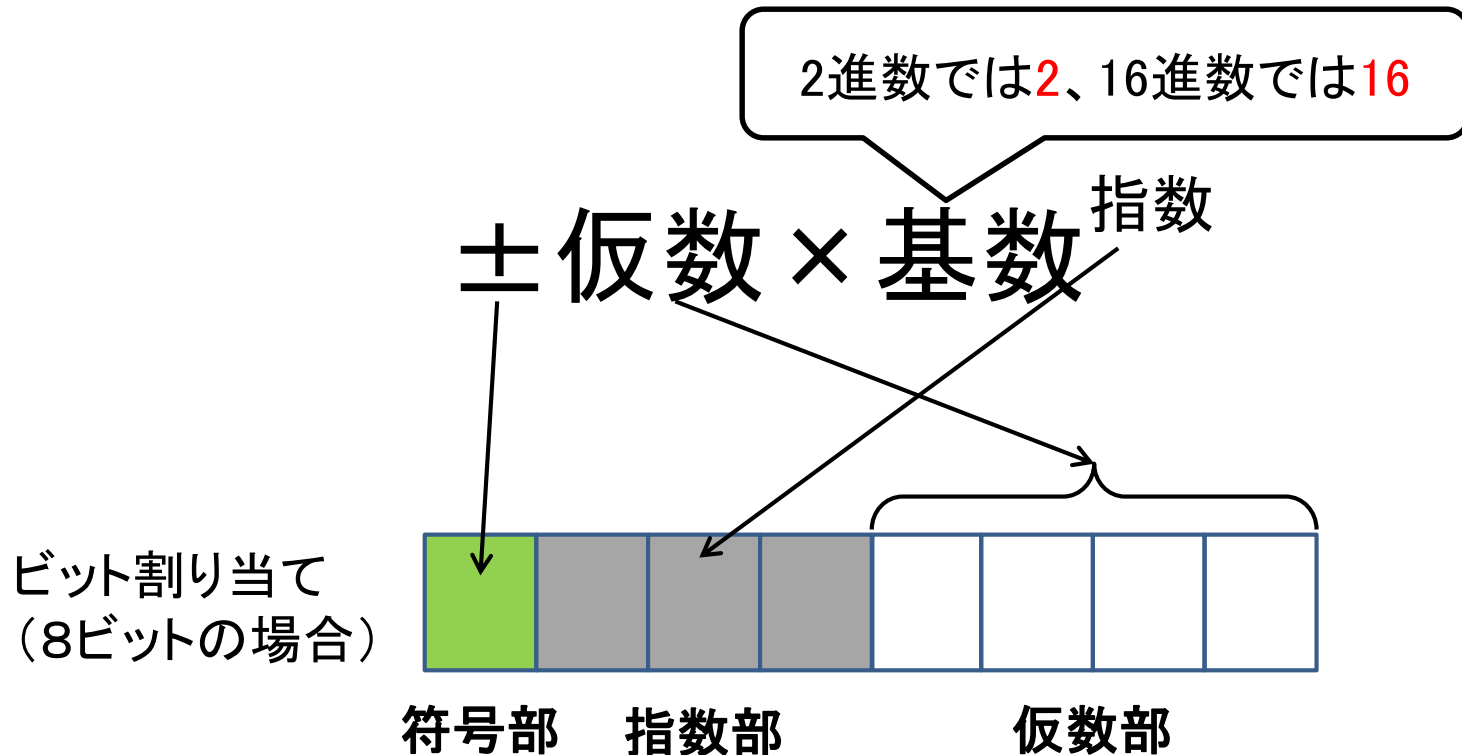 2進数では2、16進数では16
±仮数×基数指数
ビット割り当て
（8ビットの場合）
符号部 指数部 仮数部